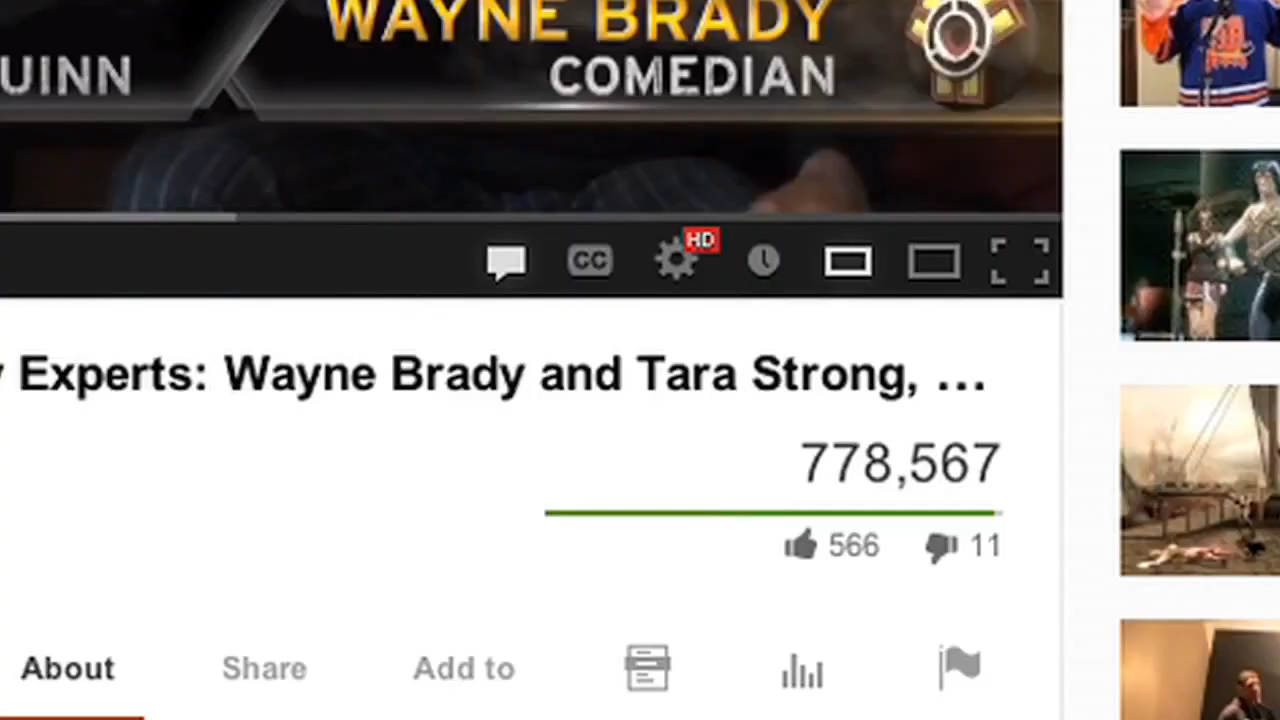 WAYNE BRADY
UINN
COMEDIAN
CC
HD
Experts: Wayne Brady and Tara Strong, ...
778,567
566
11
About
Share
Add to